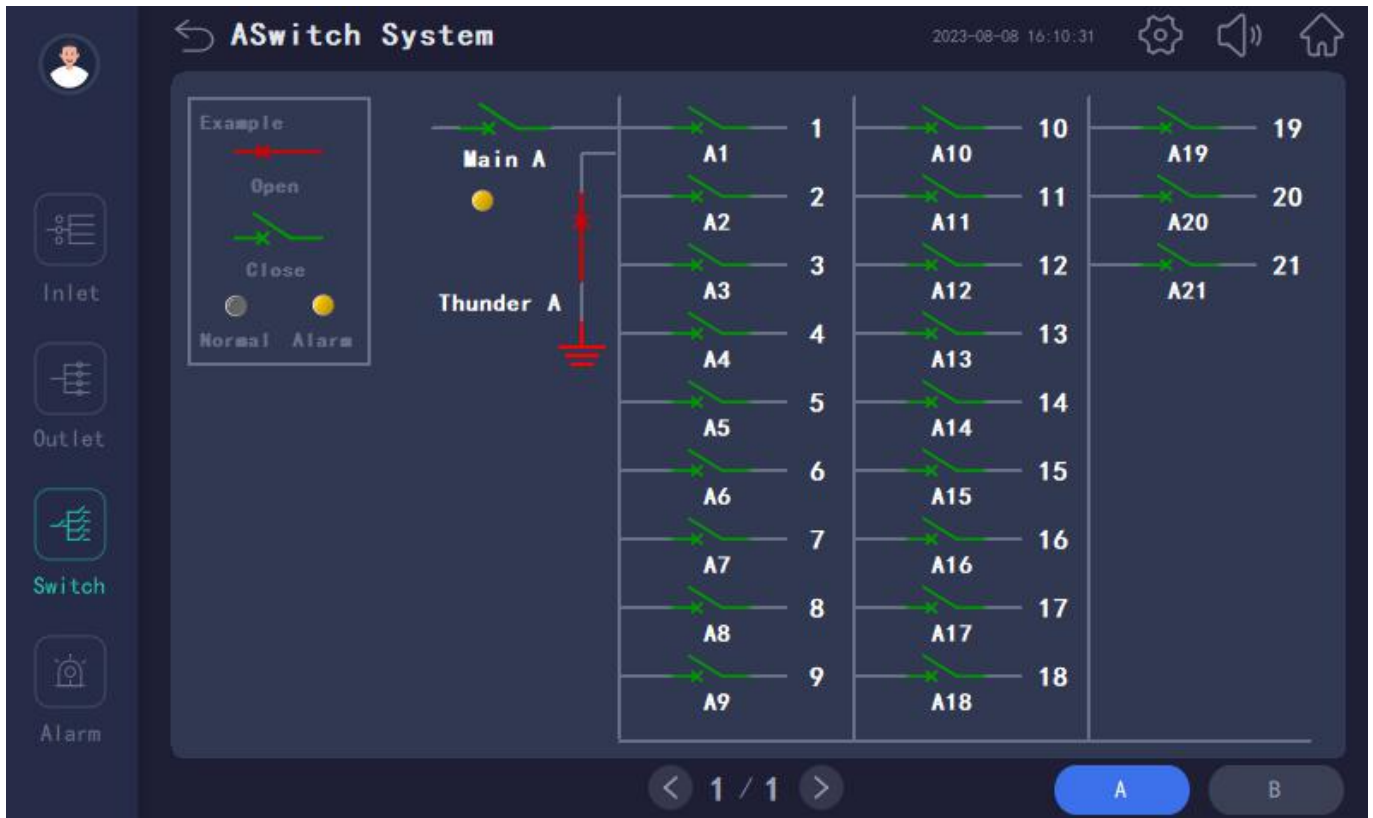 ASwitch System
2023-08-08 16:10:31
Example
Open
Close
Normal Alarm
Main A
Thunder A
1
A1
2
A2
3
A3
4
A4
5
A5
6
A6
7
A7
8
A8
9
A9
10
A10
11
A11
12
A12
13
A13
14
A14
15
A15
16
A16
17
A17
18
A18
19
A19
20
A20
21
A21
Inlet
Outlet
Switch
Alarm
< 1 / 1 >
A
B